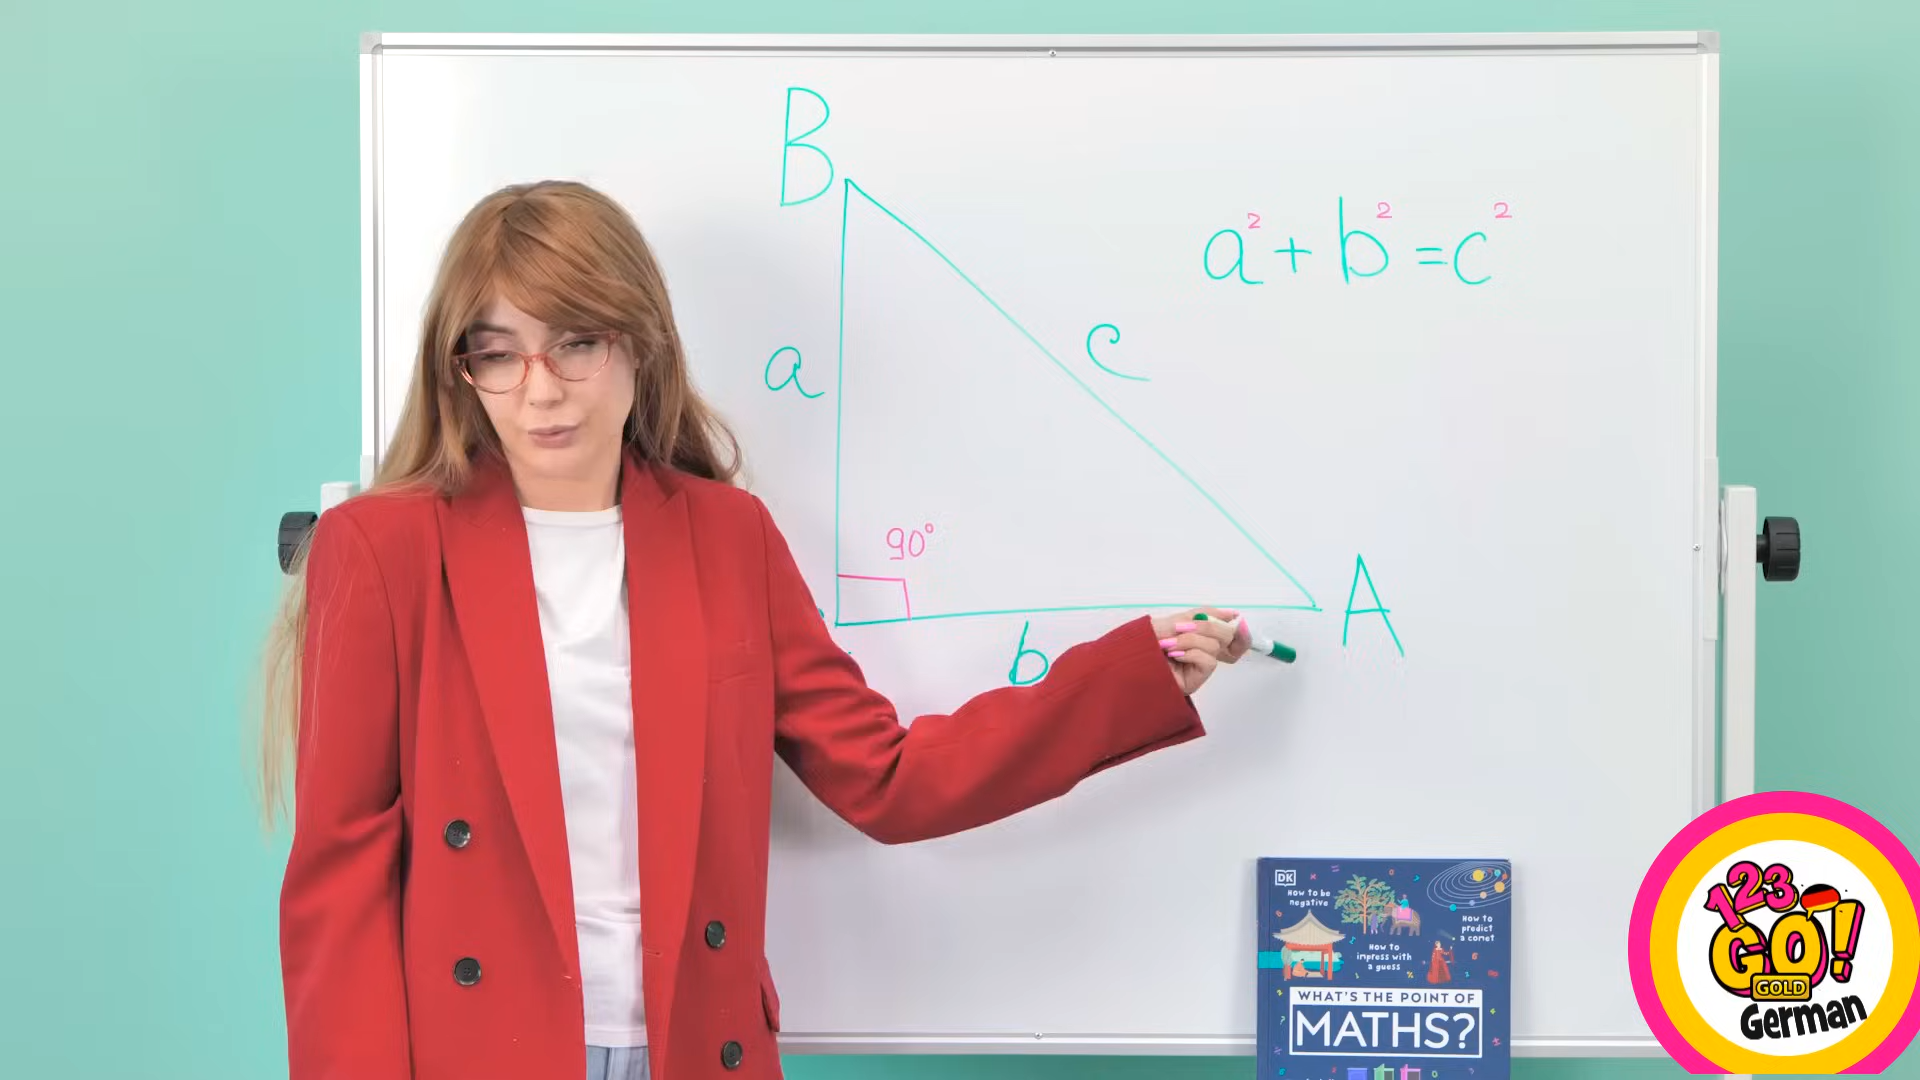 B
a² + b² = c²
c
a
90°
A
b
DK
How to be
negative
How to
predict
a comet
How to
impress with
a guess
WHAT'S THE POINT OF
MATHS?
123
GO!
GOLD
German